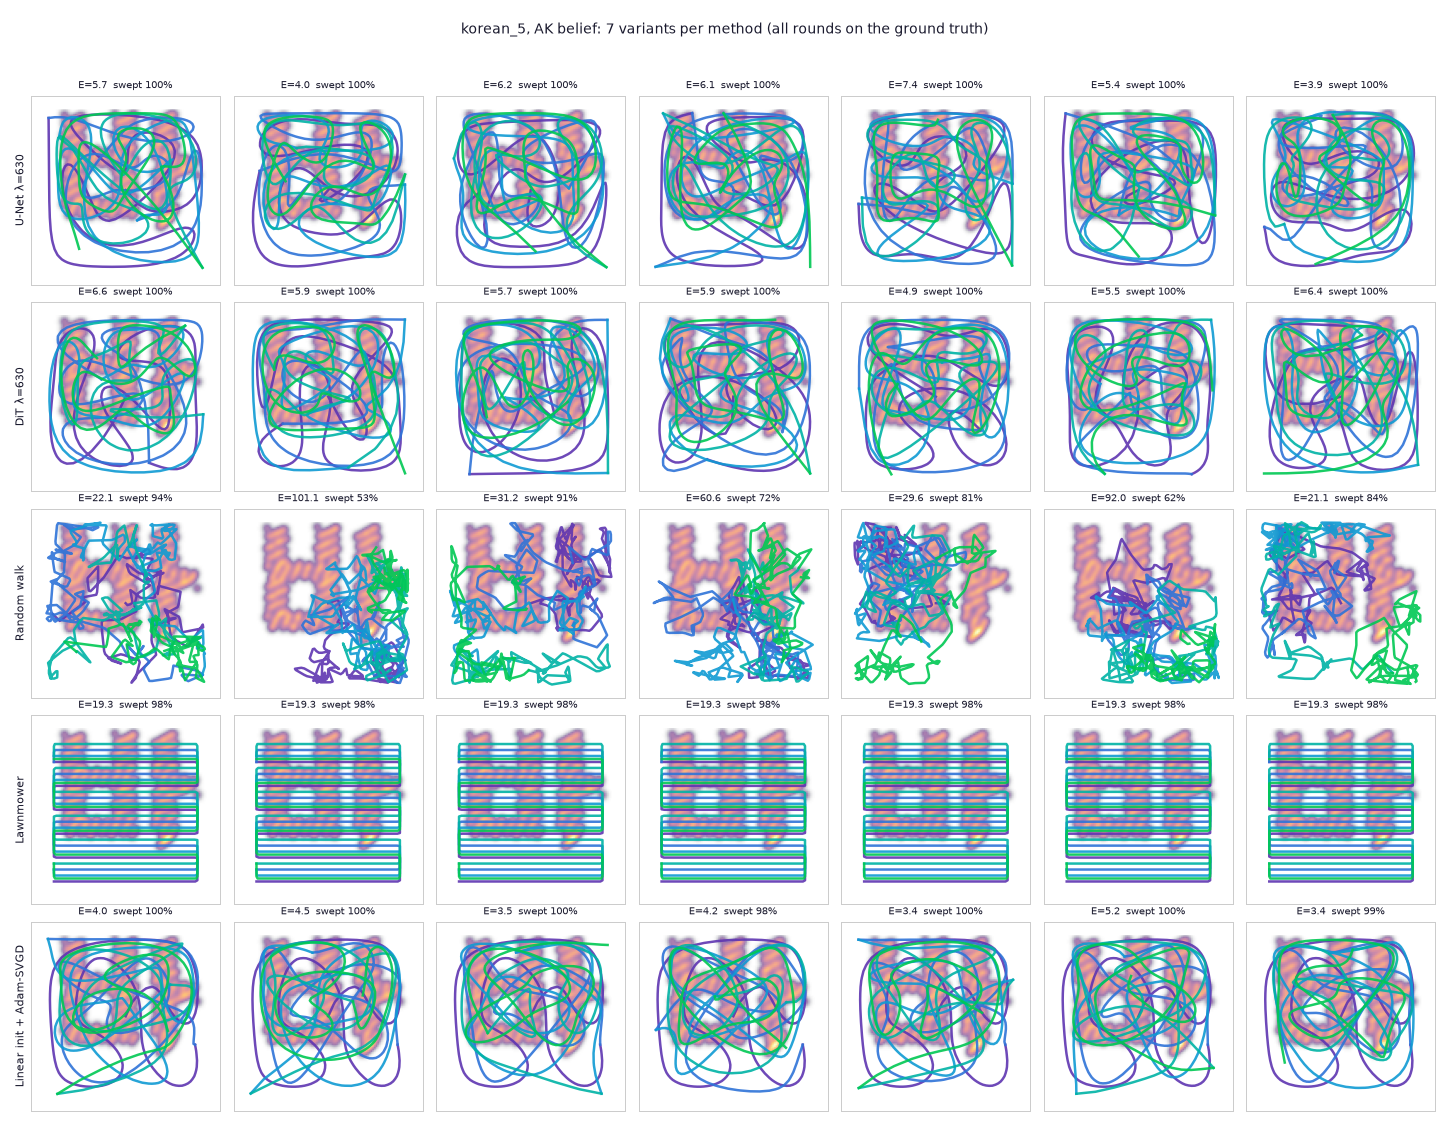 korean_5, AK belief: 7 variants per method (all rounds on the ground truth)
E=5.7 swept 100% E=4.0 swept 100% E=6.2 swept 100% E=6.1 swept 100% E=7.4 swept 100% E=5.4 swept 100% E=3.9 swept 100%
U-Net λ=630
E=6.6 swept 100% E=5.9 swept 100% E=5.7 swept 100% E=5.9 swept 100% E=4.9 swept 100% E=5.5 swept 100% E=6.4 swept 100%
DiT λ=630
E=22.1 swept 94% E=101.1 swept 53% E=31.2 swept 91% E=60.6 swept 72% E=29.6 swept 81% E=92.0 swept 62% E=21.1 swept 84%
Random walk
E=19.3 swept 98% E=19.3 swept 98% E=19.3 swept 98% E=19.3 swept 98% E=19.3 swept 98% E=19.3 swept 98% E=19.3 swept 98%
Lawnmower
E=4.0 swept 100% E=4.5 swept 100% E=3.5 swept 100% E=4.2 swept 98% E=3.4 swept 100% E=5.2 swept 100% E=3.4 swept 99%
Linear init + Adam-SVGD